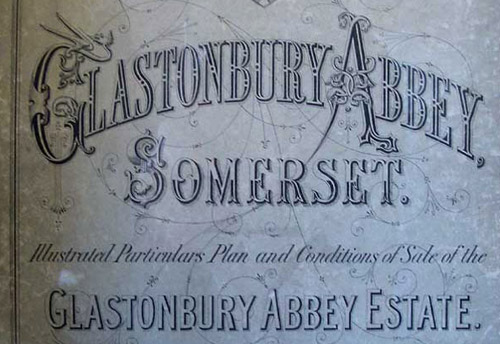 Glastonbury Abbey,
Somerset.
Illustrated Particulars Plan and Conditions of Sale of the
Glastonbury Abbey Estate.